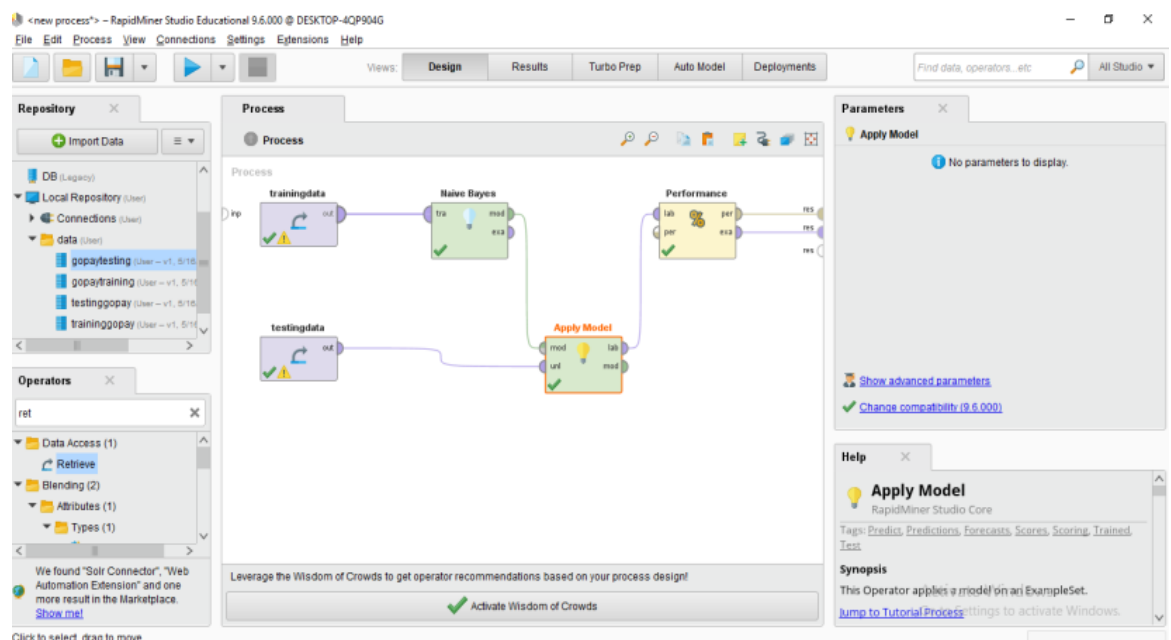 <new process*> – RapidMiner Studio Educational 9.6.000 @ DESKTOP-4QP904G
File Edit Process View Connections Settings Extensions Help
Views: Design Results Turbo Prep Auto Model Deployments
Find data, operators...etc
All Studio
Repository
Import Data
DB (Legacy)
Local Repository (User)
Connections (User)
data (User)
gopaytesting (User – v1, 5/16
gopaytraining (User – v1, 5/16
testinggopay (User – v1, 5/16
traininggopay (User – v1, 5/16
Operators
ret
Data Access (1)
Retrieve
Blending (2)
Attributes (1)
Types (1)
We found "Solr Connector", "Web
Automation Extension" and one
more result in the Marketplace.
Show me!
Process
Process
Process
inp
trainingdata
out
Naive Bayes
tra mod
exa
Performance
lab per
per exa
res
res
res
testingdata
out
Apply Model
mod lab
unl mod
Leverage the Wisdom of Crowds to get operator recommendations based on your process design!
Activate Wisdom of Crowds
Parameters
Apply Model
No parameters to display.
Show advanced parameters
Change compatibility (9.6.000)
Help
Apply Model
RapidMiner Studio Core
Tags: Predict, Predictions, Forecasts, Scores, Scoring, Trained,
Test
Synopsis
This Operator applies a model on an ExampleSet.
Activate Windows
Jump to Tutorial Process
Go to Settings to activate Windows.
Click to select, drag to move